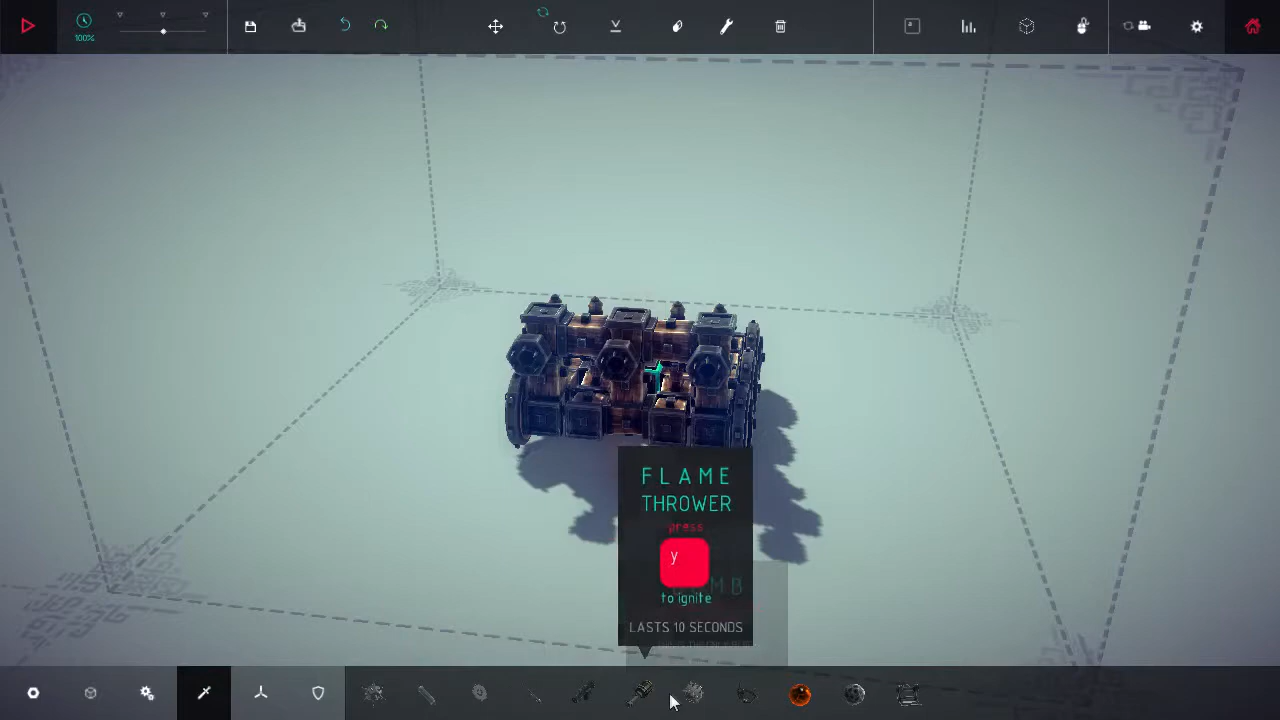 100%
FLAME
THROWER
press
y
to ignite
LASTS 10 SECONDS